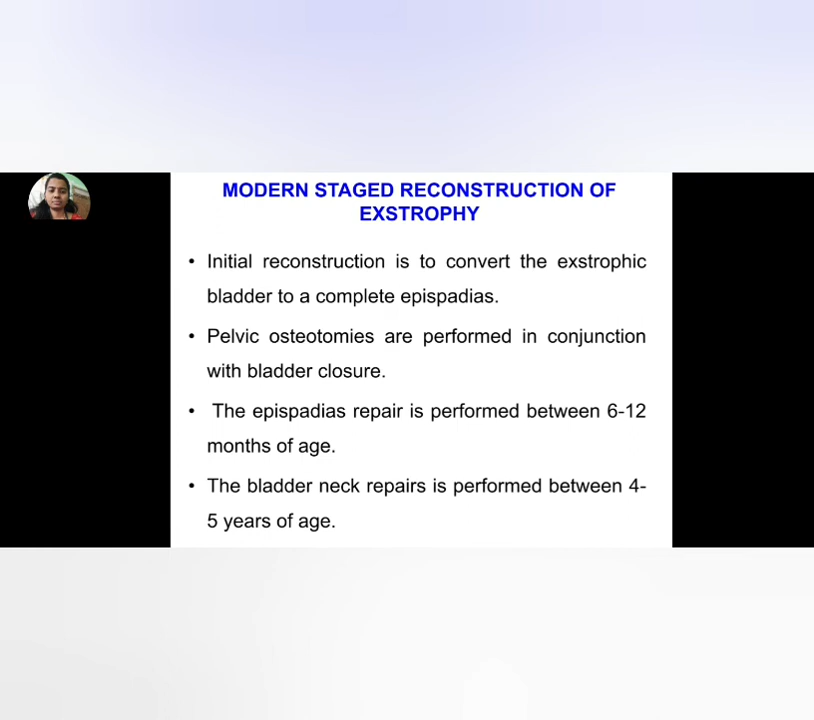 MODERN STAGED RECONSTRUCTION OF
EXSTROPHY
• Initial reconstruction is to convert the exstrophic
bladder to a complete epispadias.
• Pelvic osteotomies are performed in conjunction
with bladder closure.
• The epispadias repair is performed between 6-12
months of age.
• The bladder neck repairs is performed between 4-
5 years of age.